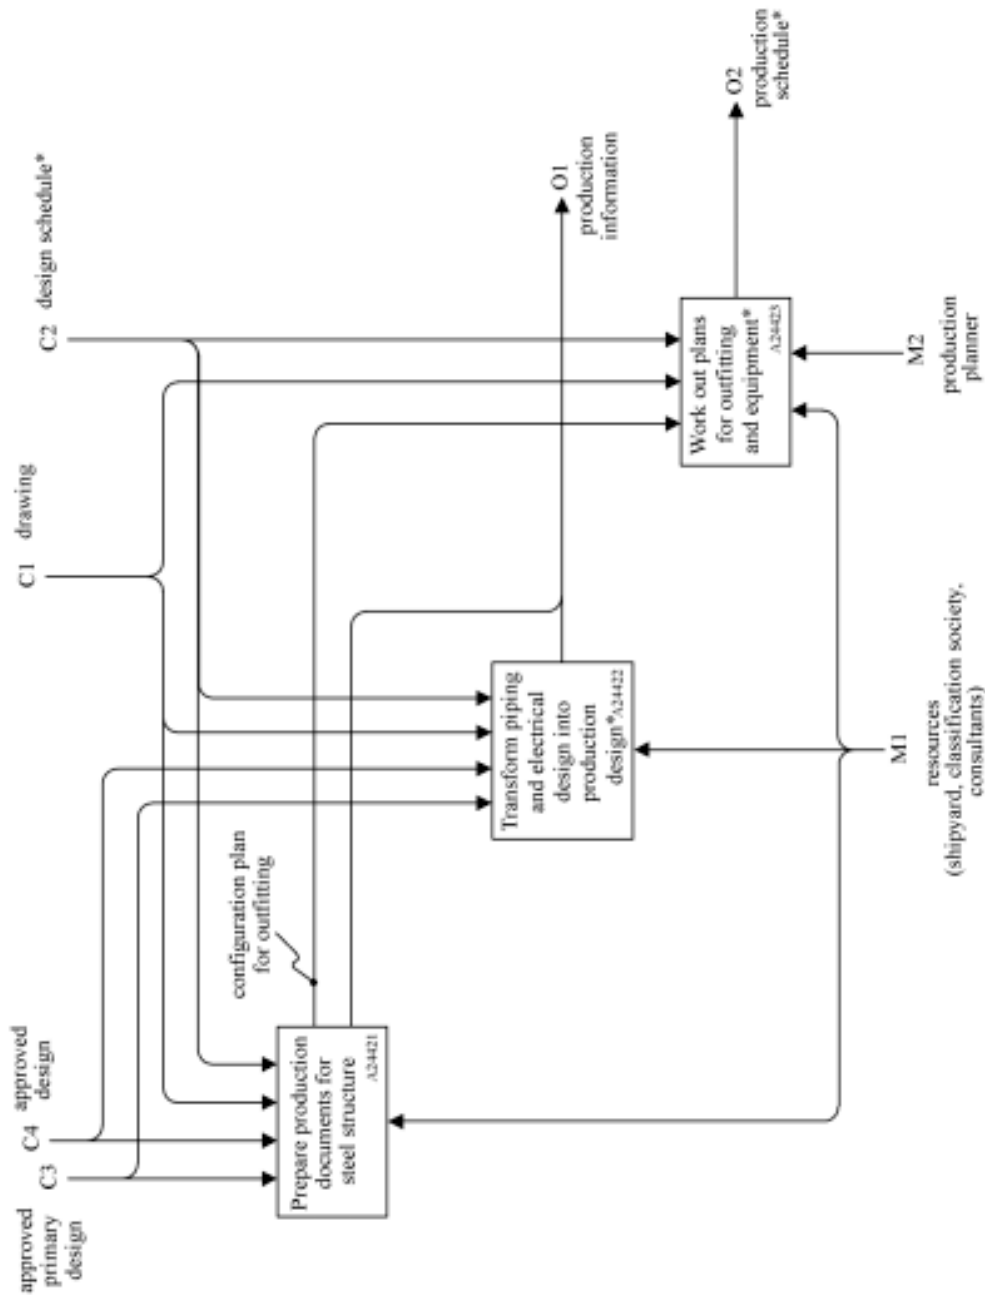 C3
approved
primary
design
C4
approved
design
C1
drawing
C2
design schedule*
Prepare production
documents for
steel structure
A24421
configuration plan
for outfitting
Transform piping
and electrical
design into
production
design*A24422
O1
production
information
Work out plans
for outfitting
and equipment*
A24423
O2
production
schedule*
M1
resources
(shipyard, classification society,
consultants)
M2
production
planner